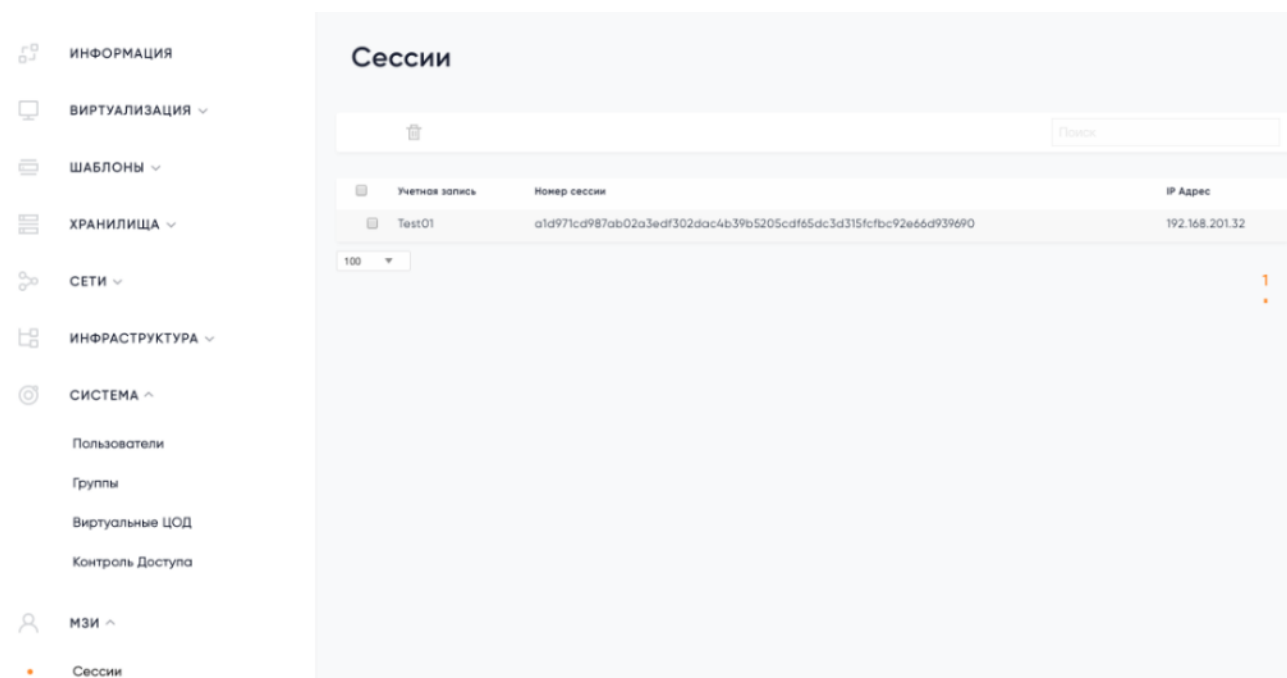 ИНФОРМАЦИЯ
ВИРТУАЛИЗАЦИЯ
ШАБЛОНЫ
ХРАНИЛИЩА
СЕТИ
ИНФРАСТРУКТУРА
СИСТЕМА
Пользователи
Группы
Виртуальные ЦОД
Контроль Доступа
МЗИ
Сессии
Сессии
Поиск
Учетная запись Номер сессии IP Адрес
Test01 a1d971cd987ab02a3edf302dac4b39b5205cdf65dc3d315fcfbc92e66d939690 192.168.201.32
100
1